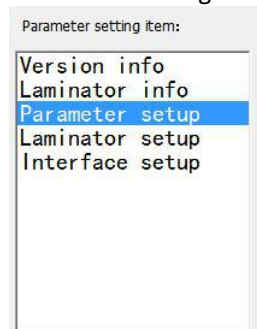 Parameter setting item:
Version info
Laminator info
Parameter setup
Laminator setup
Interface setup